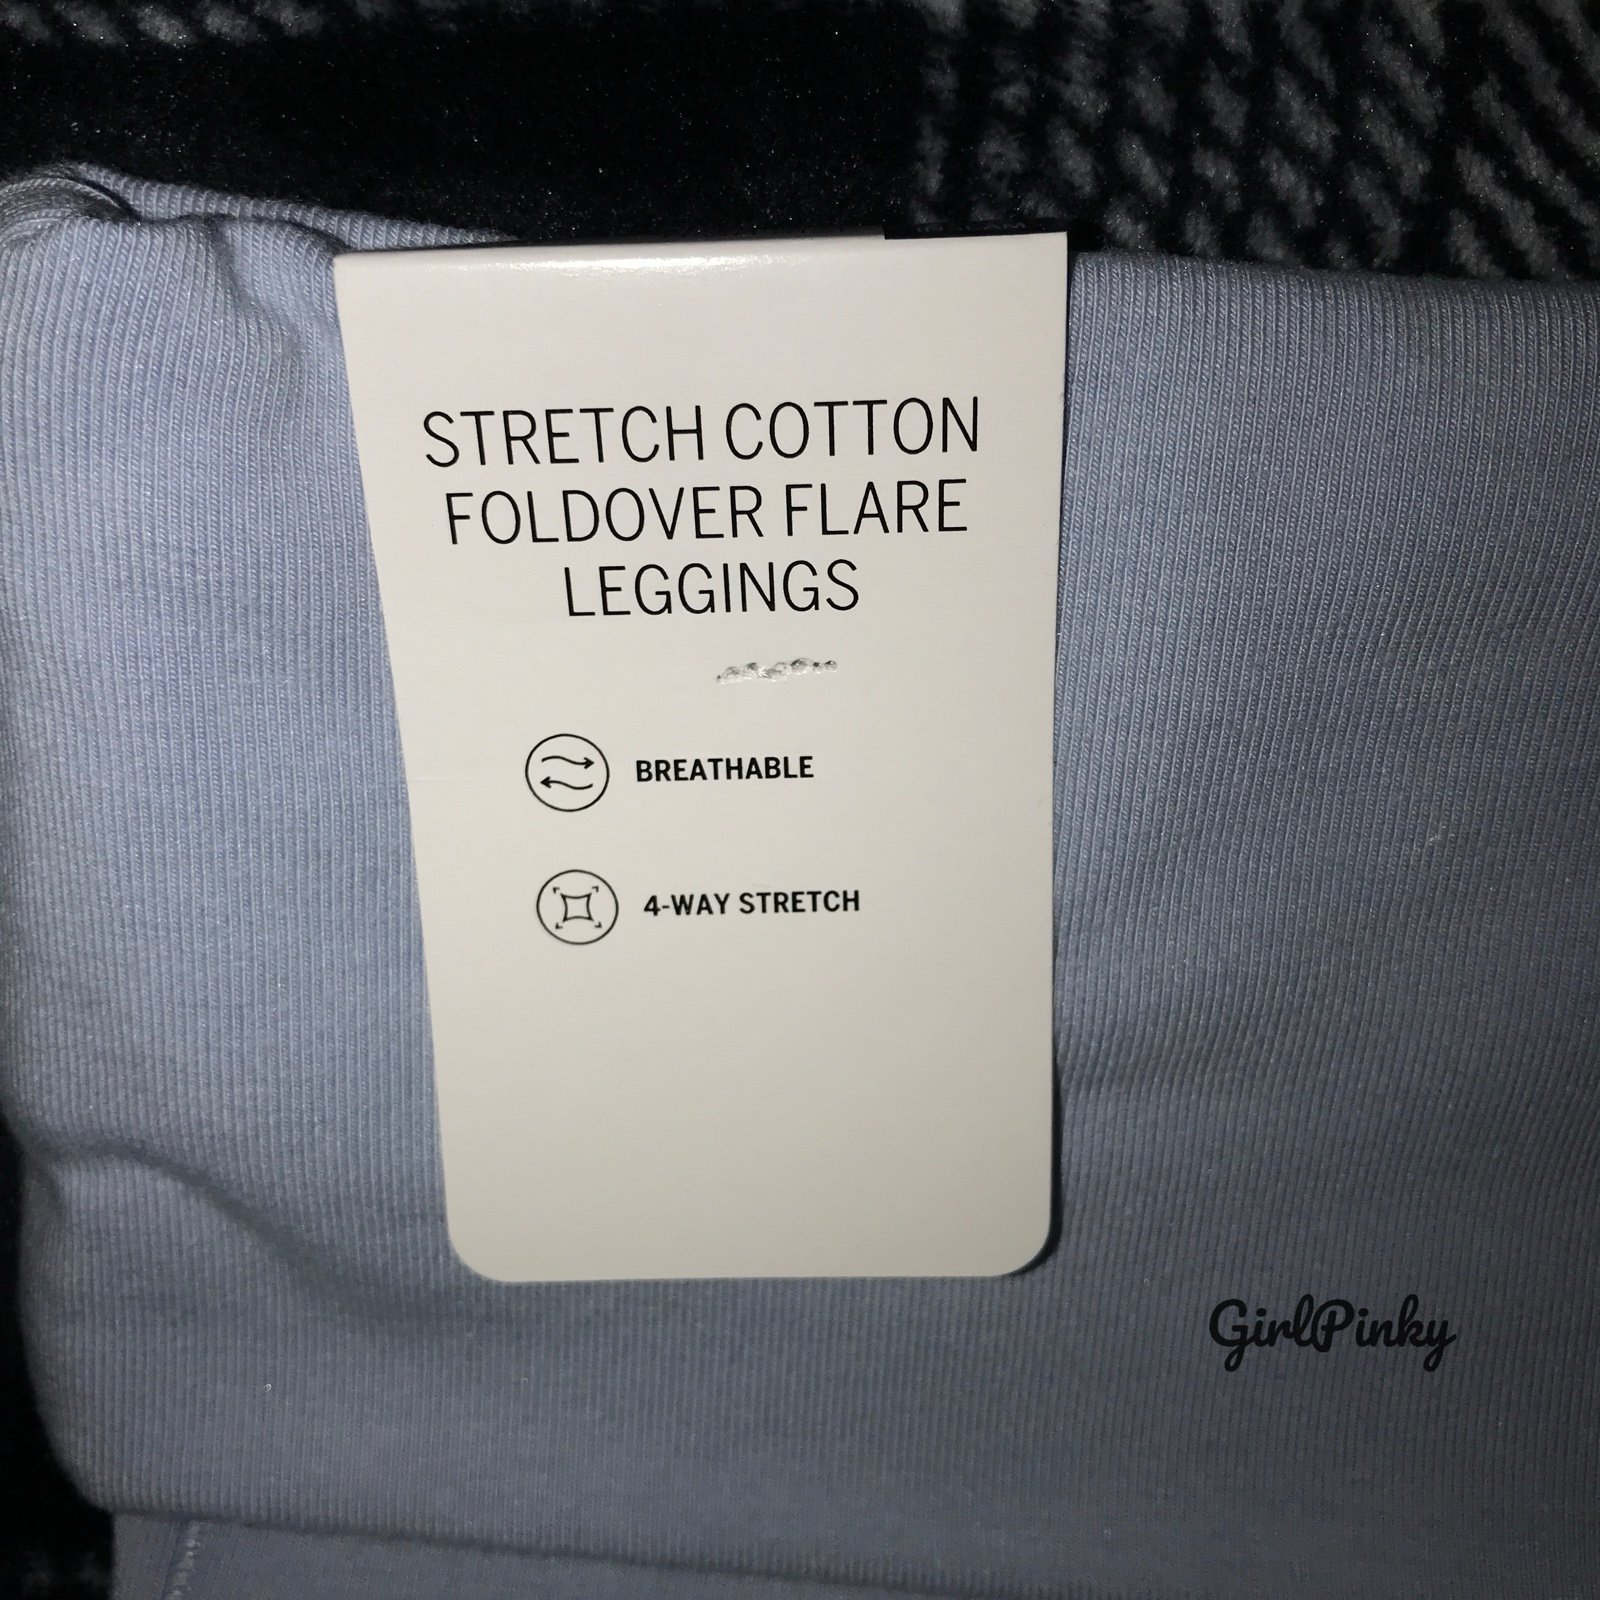 STRETCH COTTON
FOLDOVER FLARE
LEGGINGS
BREATHABLE
4-WAY STRETCH
GirlPinky